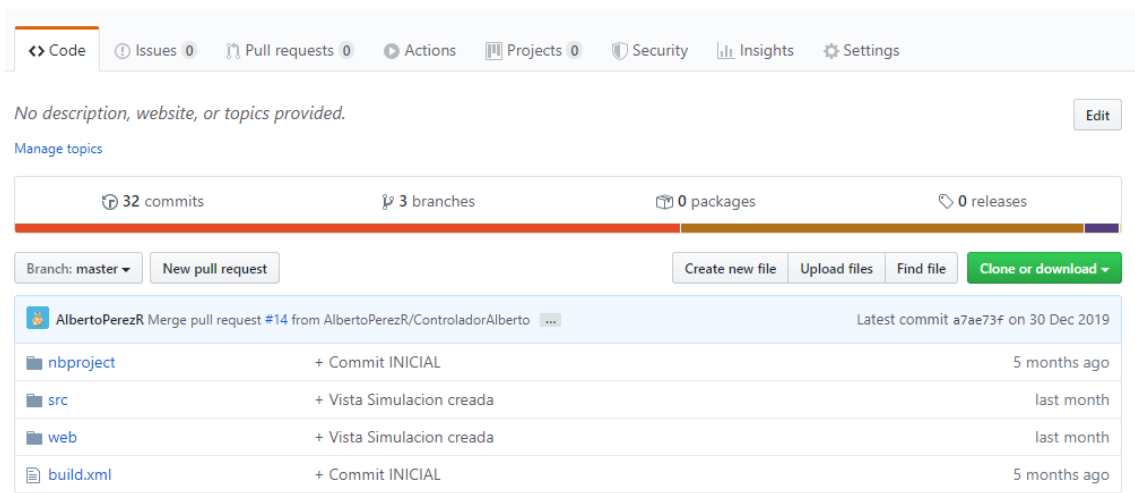 <> Code Issues 0 Pull requests 0 Actions Projects 0 Security Insights Settings
No description, website, or topics provided. Edit
Manage topics
32 commits 3 branches 0 packages 0 releases
Branch: master New pull request Create new file Upload files Find file Clone or download
AlbertoPerezR Merge pull request #14 from AlbertoPerezR/ControladorAlberto ... Latest commit a7ae73f on 30 Dec 2019
nbproject + Commit INICIAL 5 months ago
src + Vista Simulacion creada last month
web + Vista Simulacion creada last month
build.xml + Commit INICIAL 5 months ago